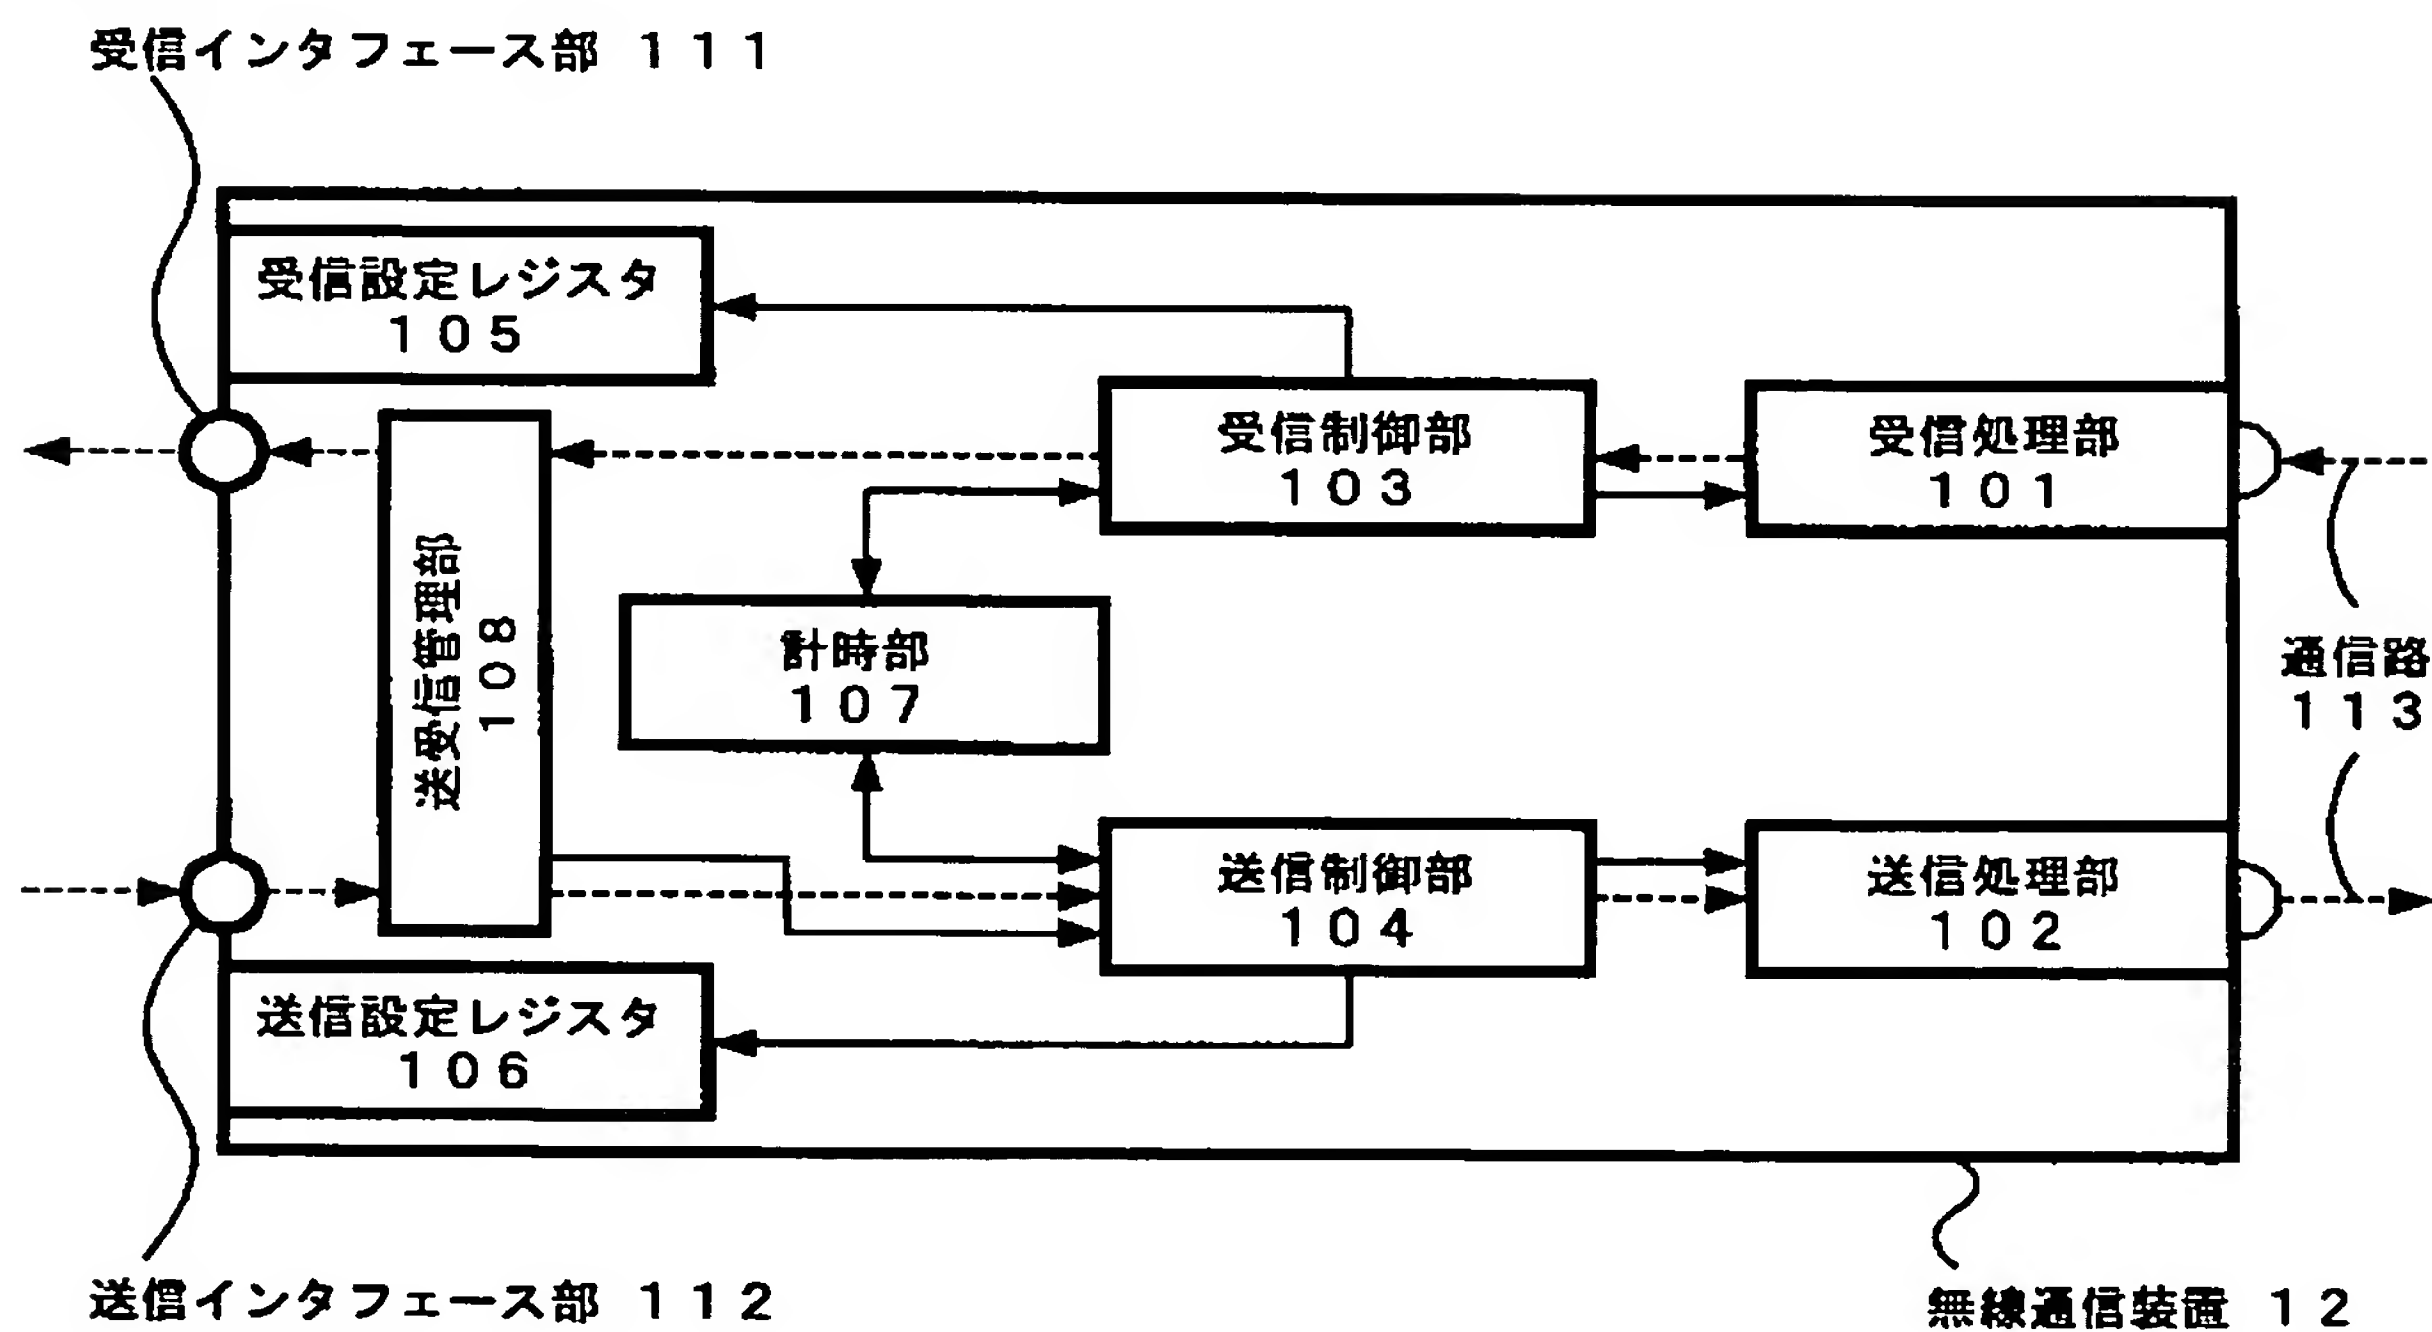 受信インタフェース部 111
受信設定レジスタ
105
受信制御部
103
受信処理部
101
送受信管理部
108
計時部
107
通信路
113
送信制御部
104
送信処理部
102
送信設定レジスタ
106
送信インタフェース部 112
無線通信装置 12